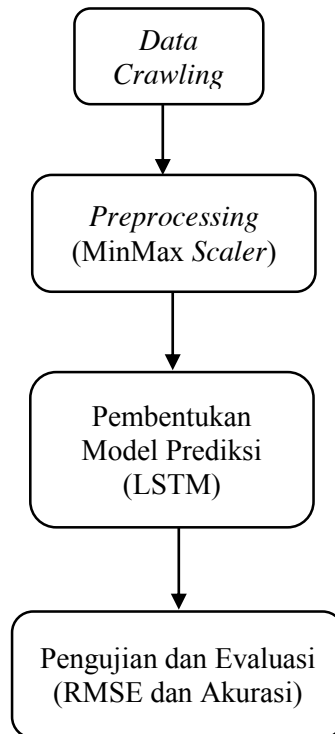 Data
Crawling
Preprocessing
(MinMax Scaler)
Pembentukan
Model Prediksi
(LSTM)
Pengujian dan Evaluasi
(RMSE dan Akurasi)